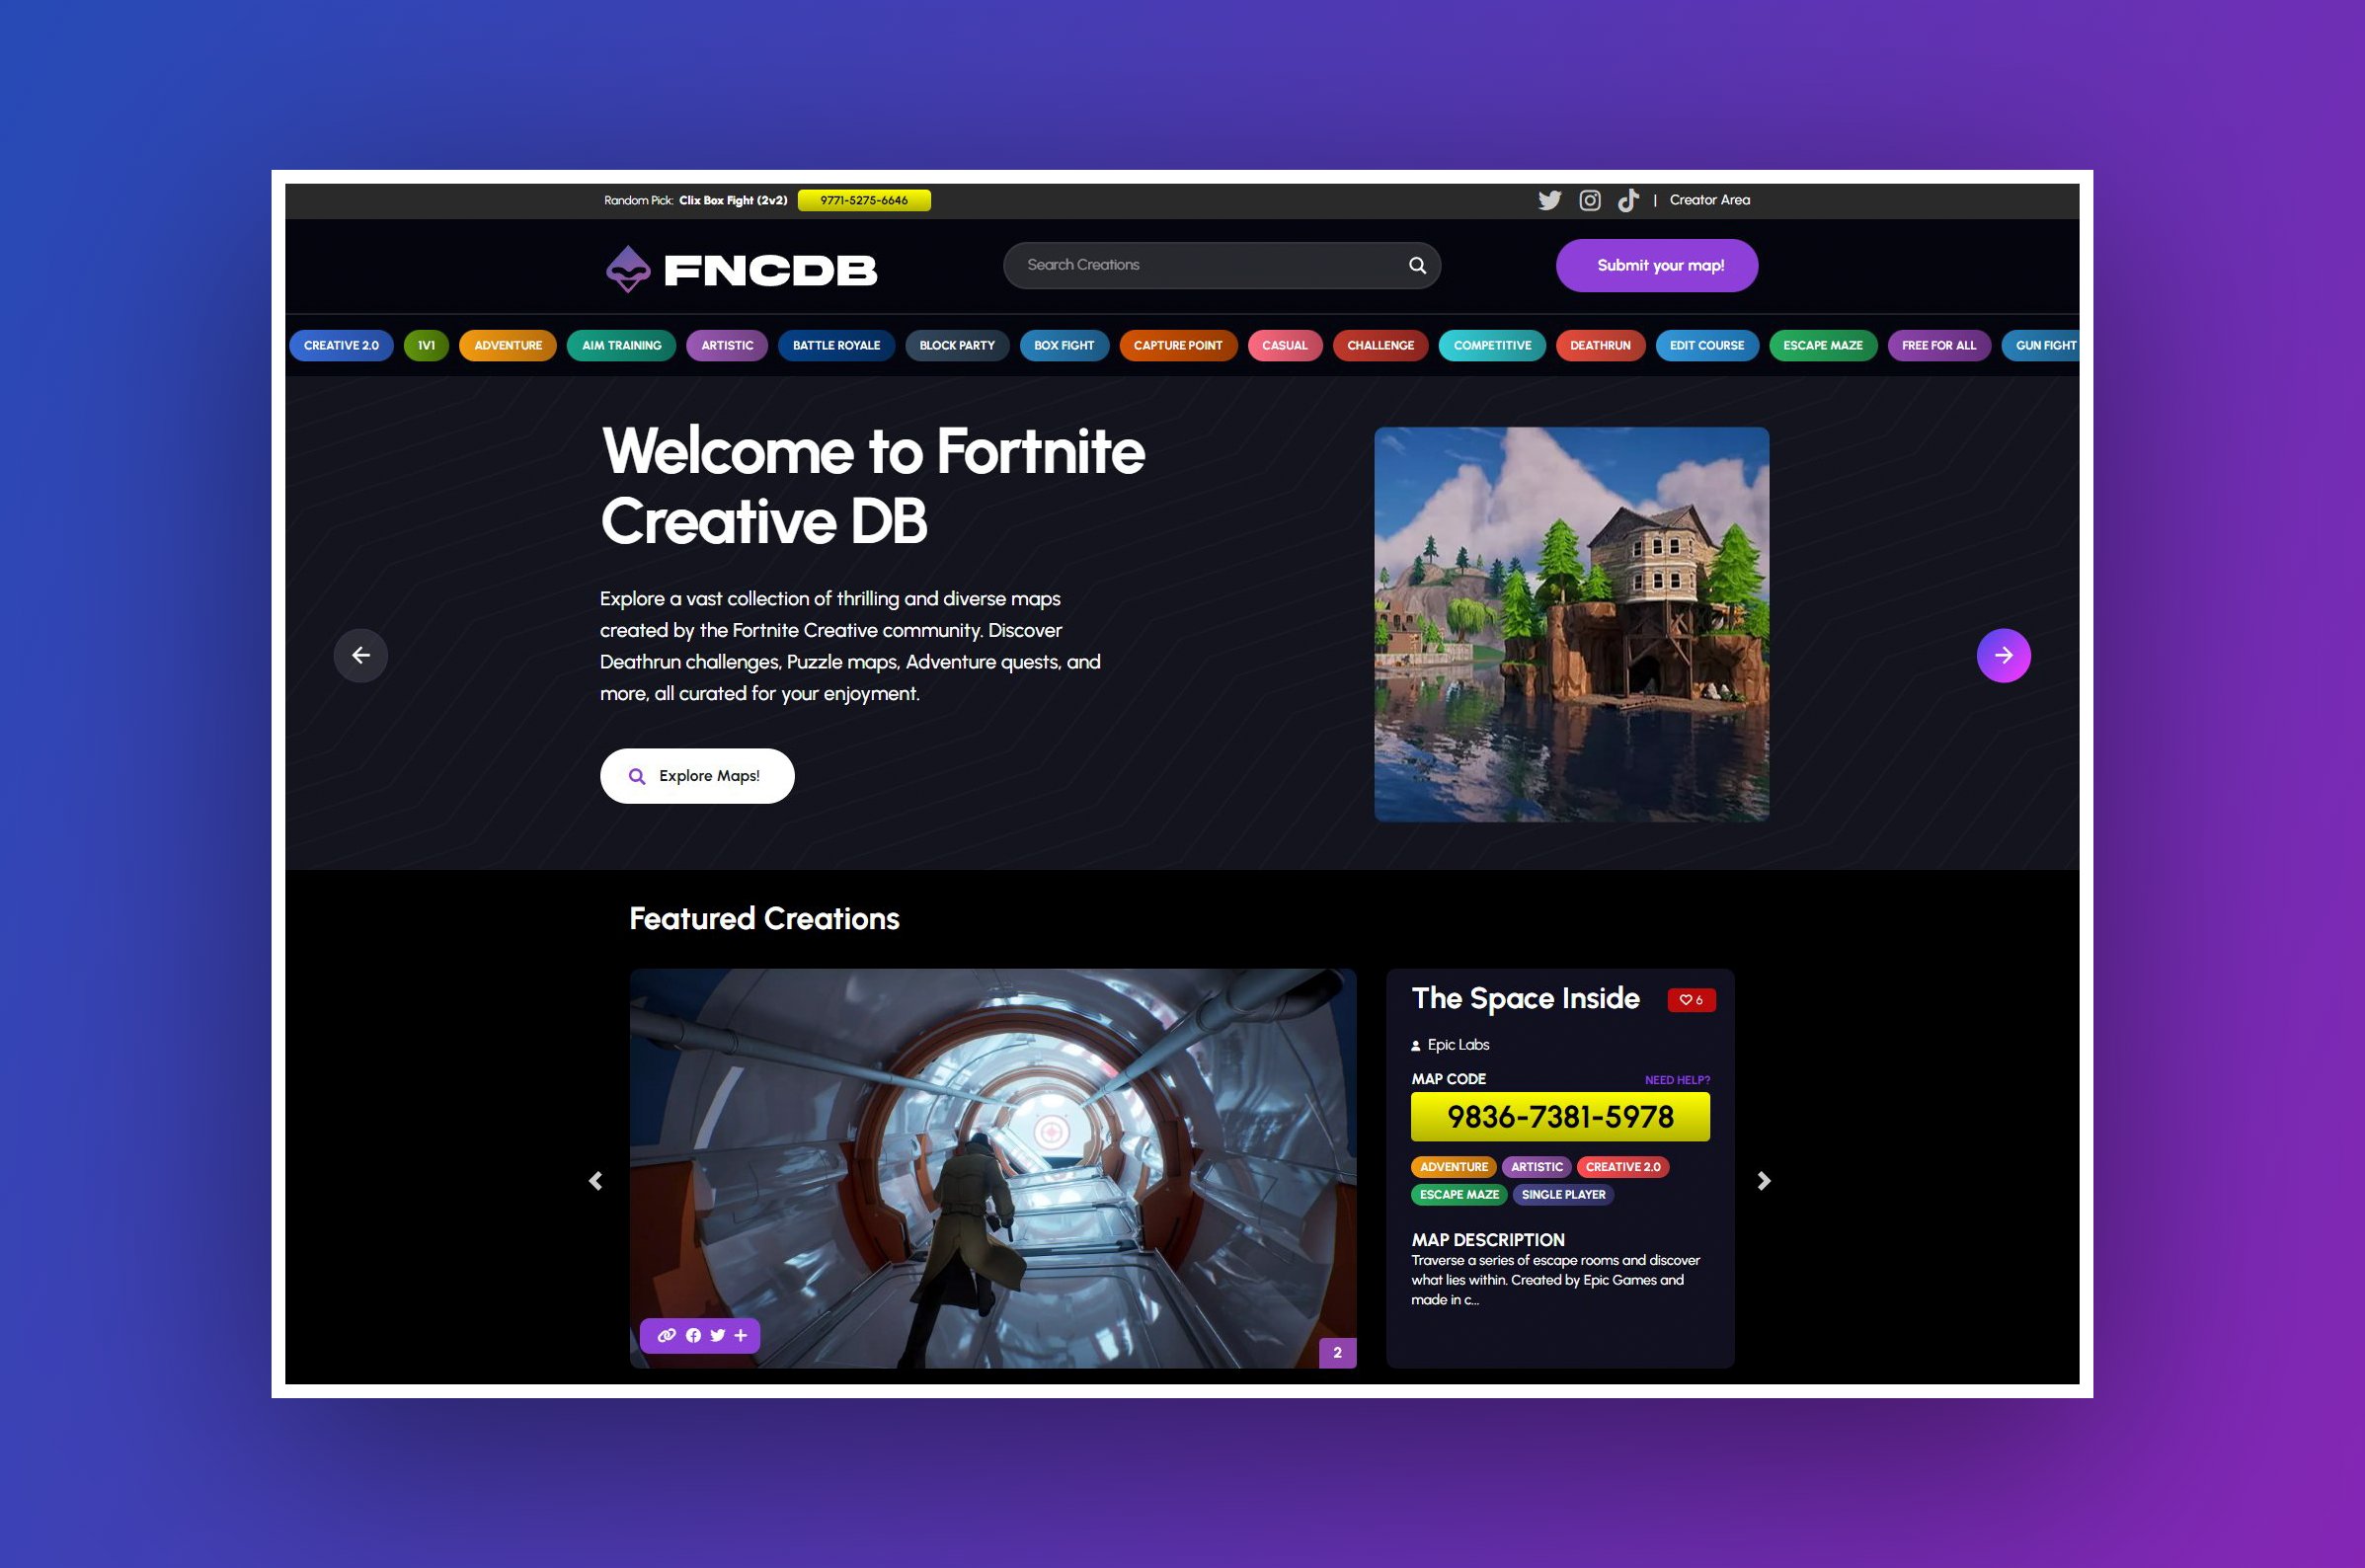 Random Pick: Clix Box Fight (2v2) 9771-5275-6646 | Creator Area
FNCDB Search Creations Submit your map!
CREATIVE 2.0 1V1 ADVENTURE AIM TRAINING ARTISTIC BATTLE ROYALE BLOCK PARTY BOX FIGHT CAPTURE POINT CASUAL CHALLENGE COMPETITIVE DEATHRUN EDIT COURSE ESCAPE MAZE FREE FOR ALL GUN FIGHT
Welcome to Fortnite
Creative DB
Explore a vast collection of thrilling and diverse maps
created by the Fortnite Creative community. Discover
Deathrun challenges, Puzzle maps, Adventure quests, and
more, all curated for your enjoyment.
Explore Maps!
Featured Creations
The Space Inside 6
Epic Labs
MAP CODE NEED HELP?
9836-7381-5978
ADVENTURE ARTISTIC CREATIVE 2.0
ESCAPE MAZE SINGLE PLAYER
MAP DESCRIPTION
Traverse a series of escape rooms and discover
what lies within. Created by Epic Games and
made in c...
2